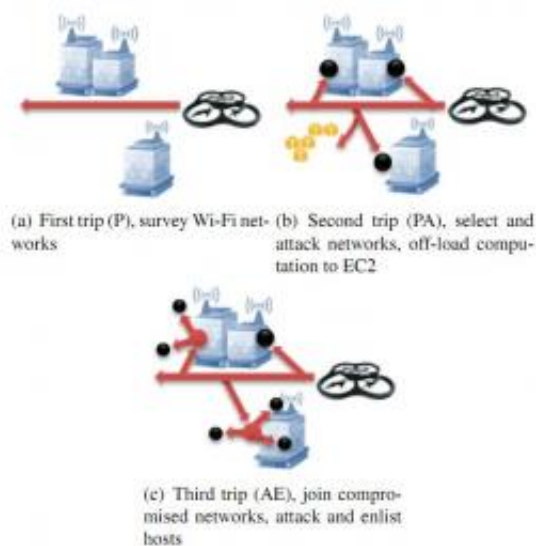 (a) First trip (P), survey Wi-Fi net-
works
(b) Second trip (PA), select and
attack networks, off-load compu-
tation to EC2
(c) Third trip (AE), join compro-
mised networks, attack and enlist
hosts